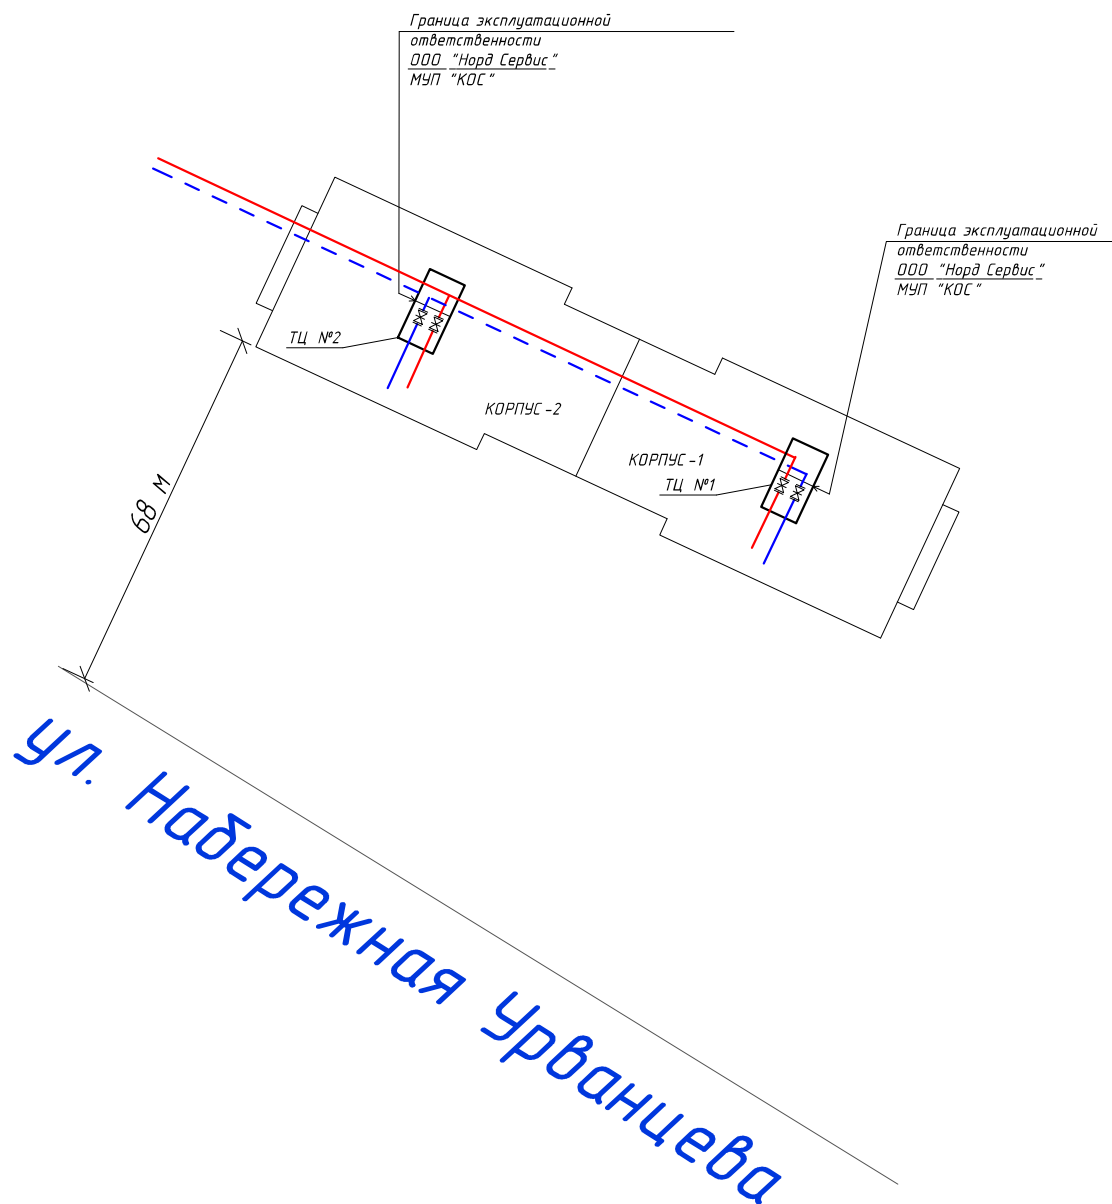 Граница эксплуатационной
ответственности
ООО "Норд Сервис"
МУП "КОС"
Граница эксплуатационной
ответственности
ООО "Норд Сервис"
МУП "КОС"
ТЦ №2
КОРПУС-2
КОРПУС-1
ТЦ №1
68 м
ул. Набережная Урванцева